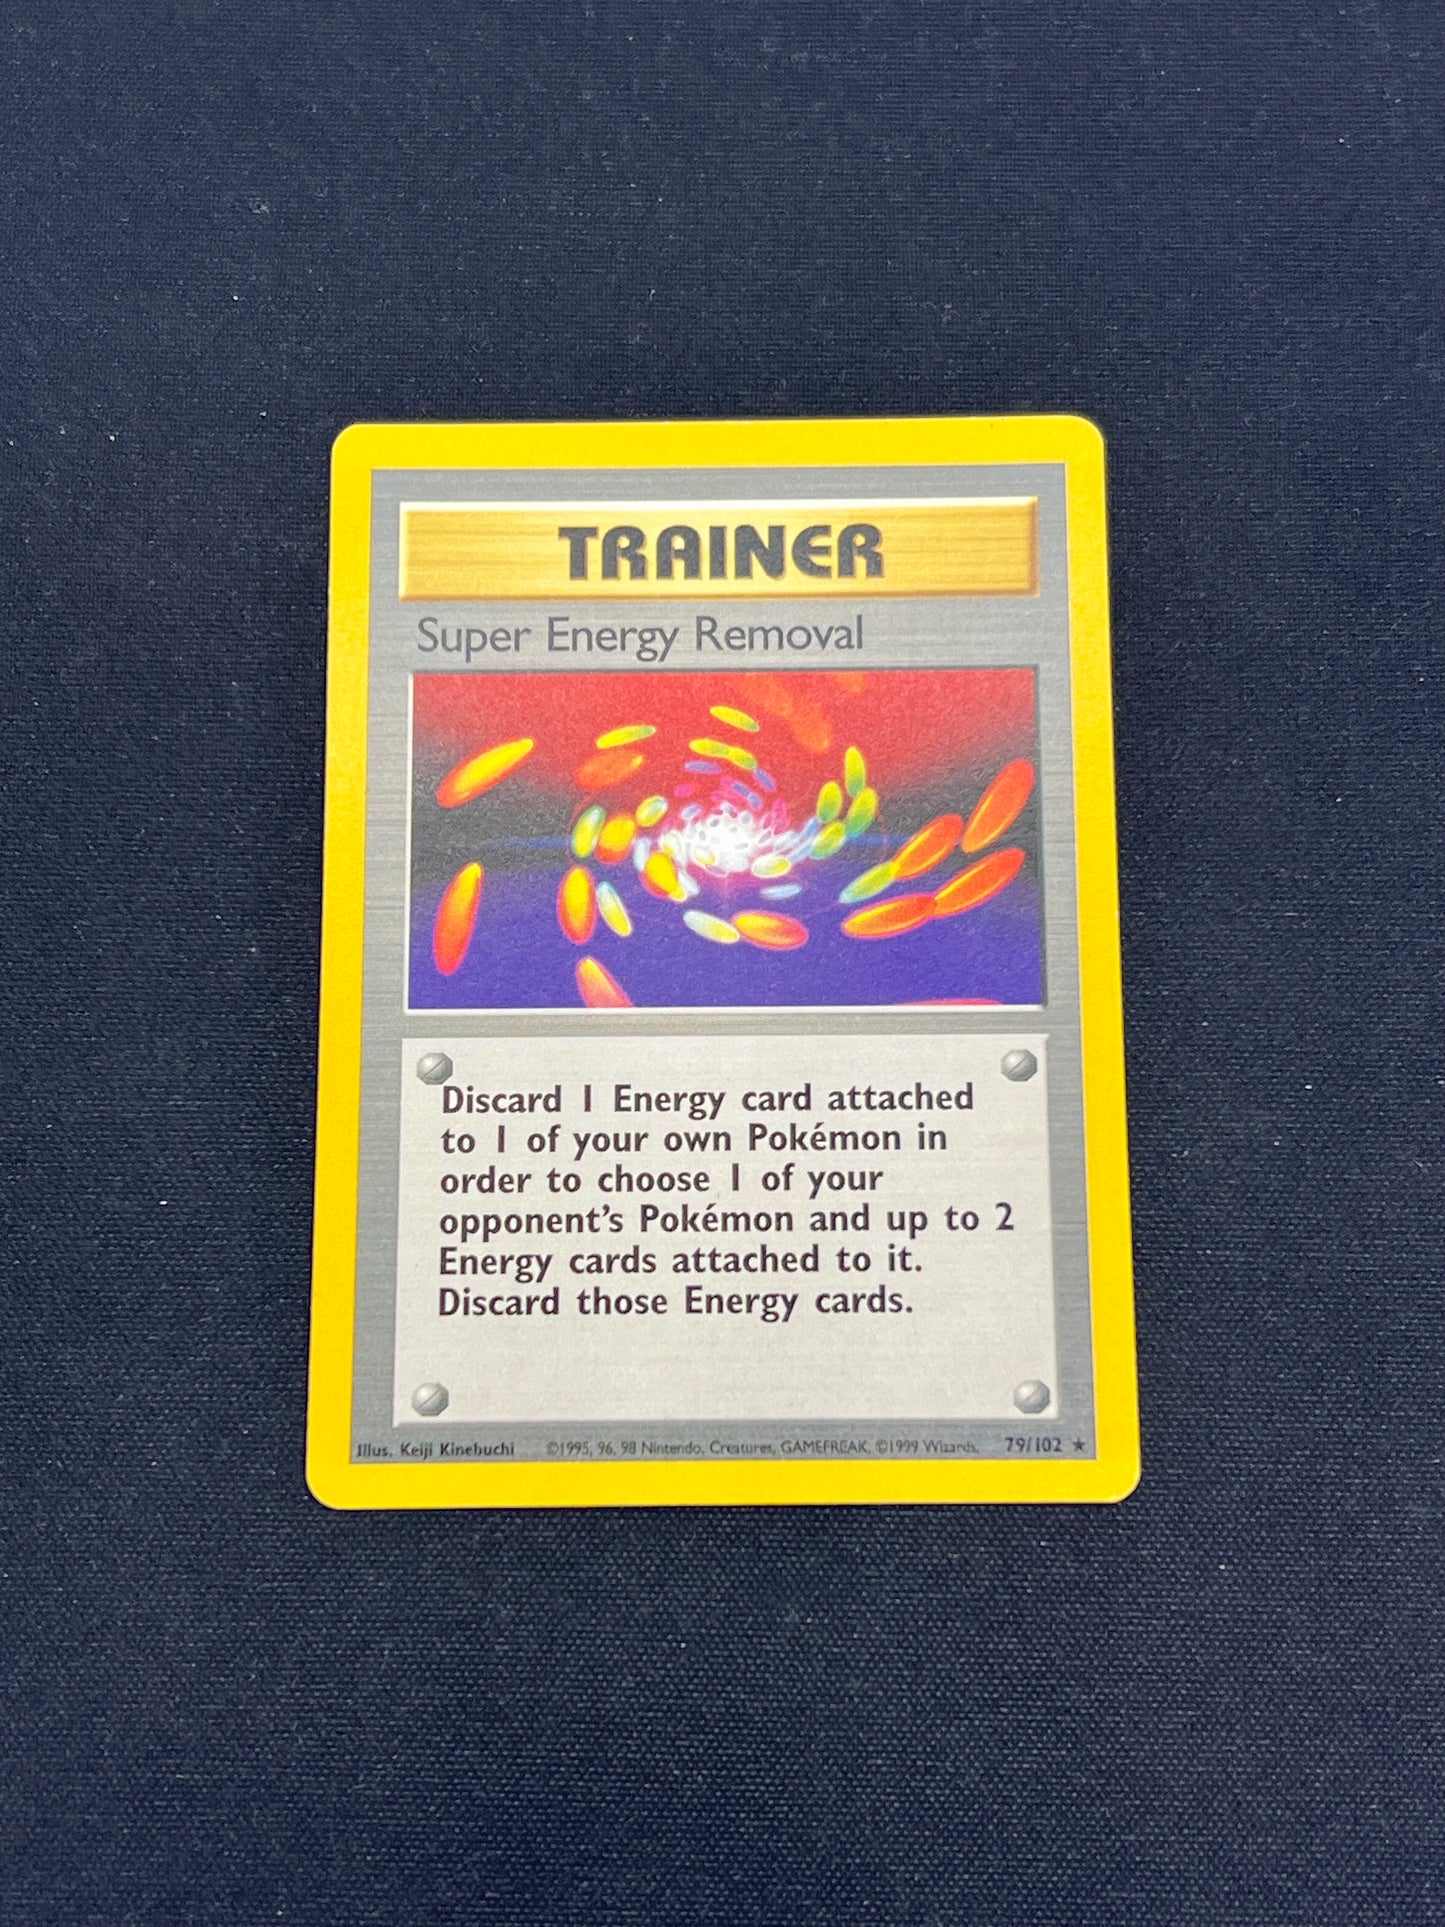 TRAINER
Super Energy Removal
Discard 1 Energy card attached
to 1 of your own Pokémon in
order to choose 1 of your
opponent's Pokémon and up to 2
Energy cards attached to it.
Discard those Energy cards.
Illus. Keiji Kinebuchi ©1995, 96, 98 Nintendo, Creatures, GAMEFREAK, ©1999 Wizards. 79/102 ★